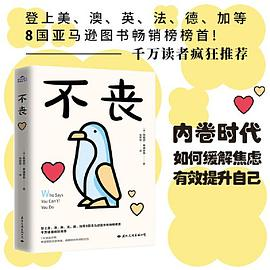 登上美、澳、英、法、德、加等
8国亚马逊图书畅销榜榜首!
——千万读者疯狂推荐——
不丧
Who Says
You Can't?
You Do
内卷时代
如何缓解焦虑
有效提升自己